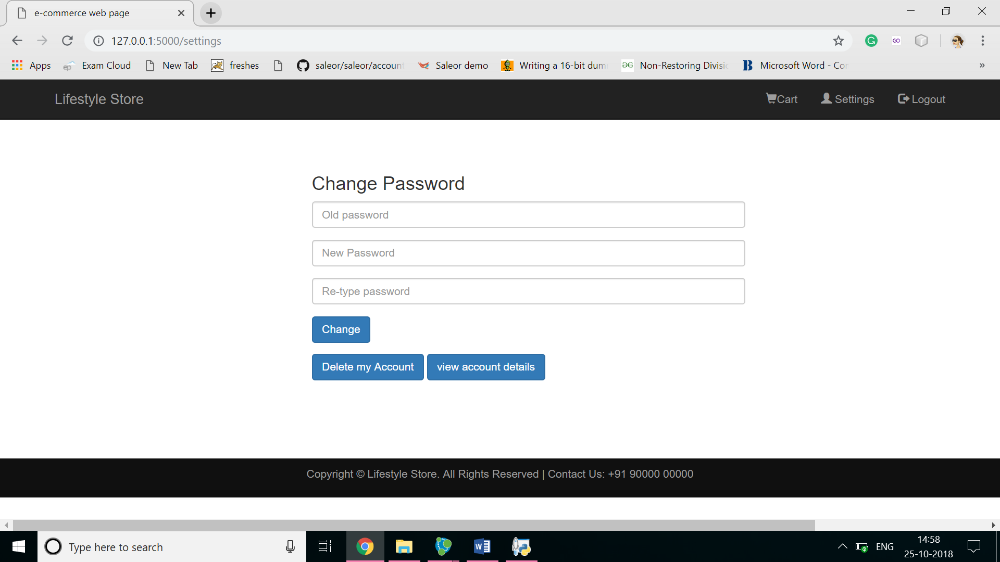 e-commerce web page
127.0.0.1:5000/settings
Apps
Exam Cloud
New Tab
freshes
saleor/saleor/account
Saleor demo
Writing a 16-bit dum
Non-Restoring Divisi
Microsoft Word - Co
Lifestyle Store
Cart
Settings
Logout
Change Password
Old password
New Password
Re-type password
Change
Delete my Account
view account details
Copyright © Lifestyle Store. All Rights Reserved | Contact Us: +91 90000 00000
Type here to search
ENG
14:58
25-10-2018